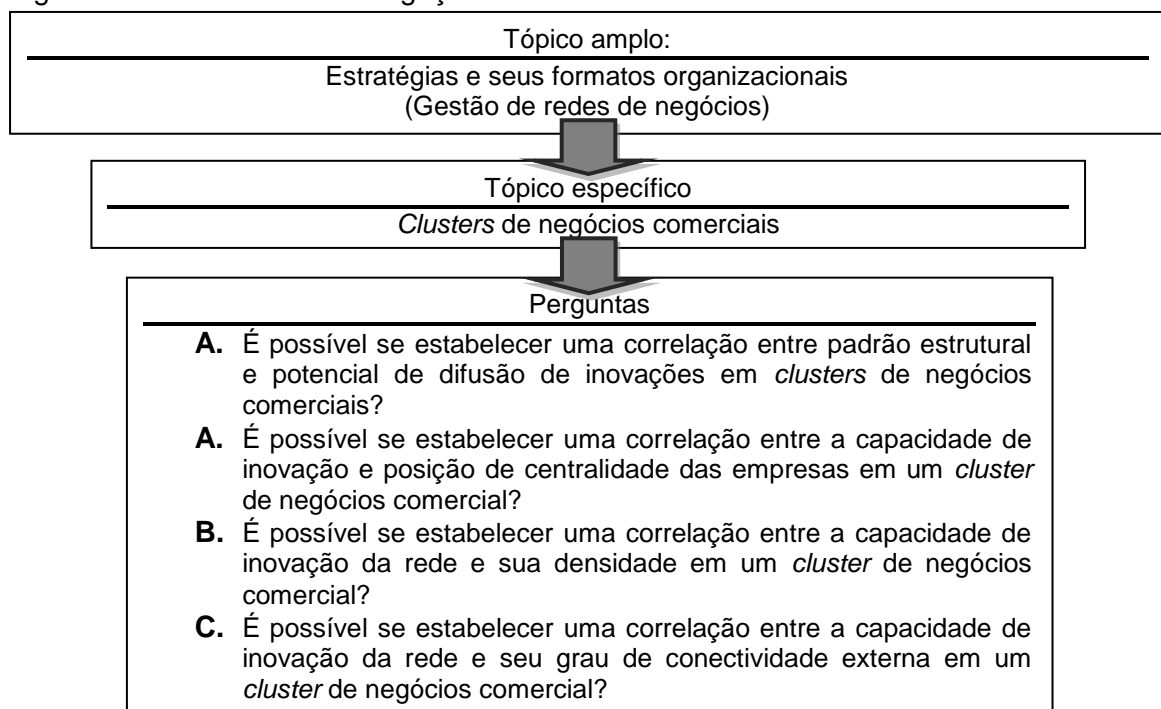 Tópico amplo:
Estratégias e seus formatos organizacionais
(Gestão de redes de negócios)
Tópico específico
Clusters de negócios comerciais
Perguntas
A. É possível se estabelecer uma correlação entre padrão estrutural
e potencial de difusão de inovações em clusters de negócios
comerciais?
A. É possível se estabelecer uma correlação entre a capacidade de
inovação e posição de centralidade das empresas em um cluster
de negócios comercial?
B. É possível se estabelecer uma correlação entre a capacidade de
inovação da rede e sua densidade em um cluster de negócios
comercial?
C. É possível se estabelecer uma correlação entre a capacidade de
inovação da rede e seu grau de conectividade externa em um
cluster de negócios comercial?